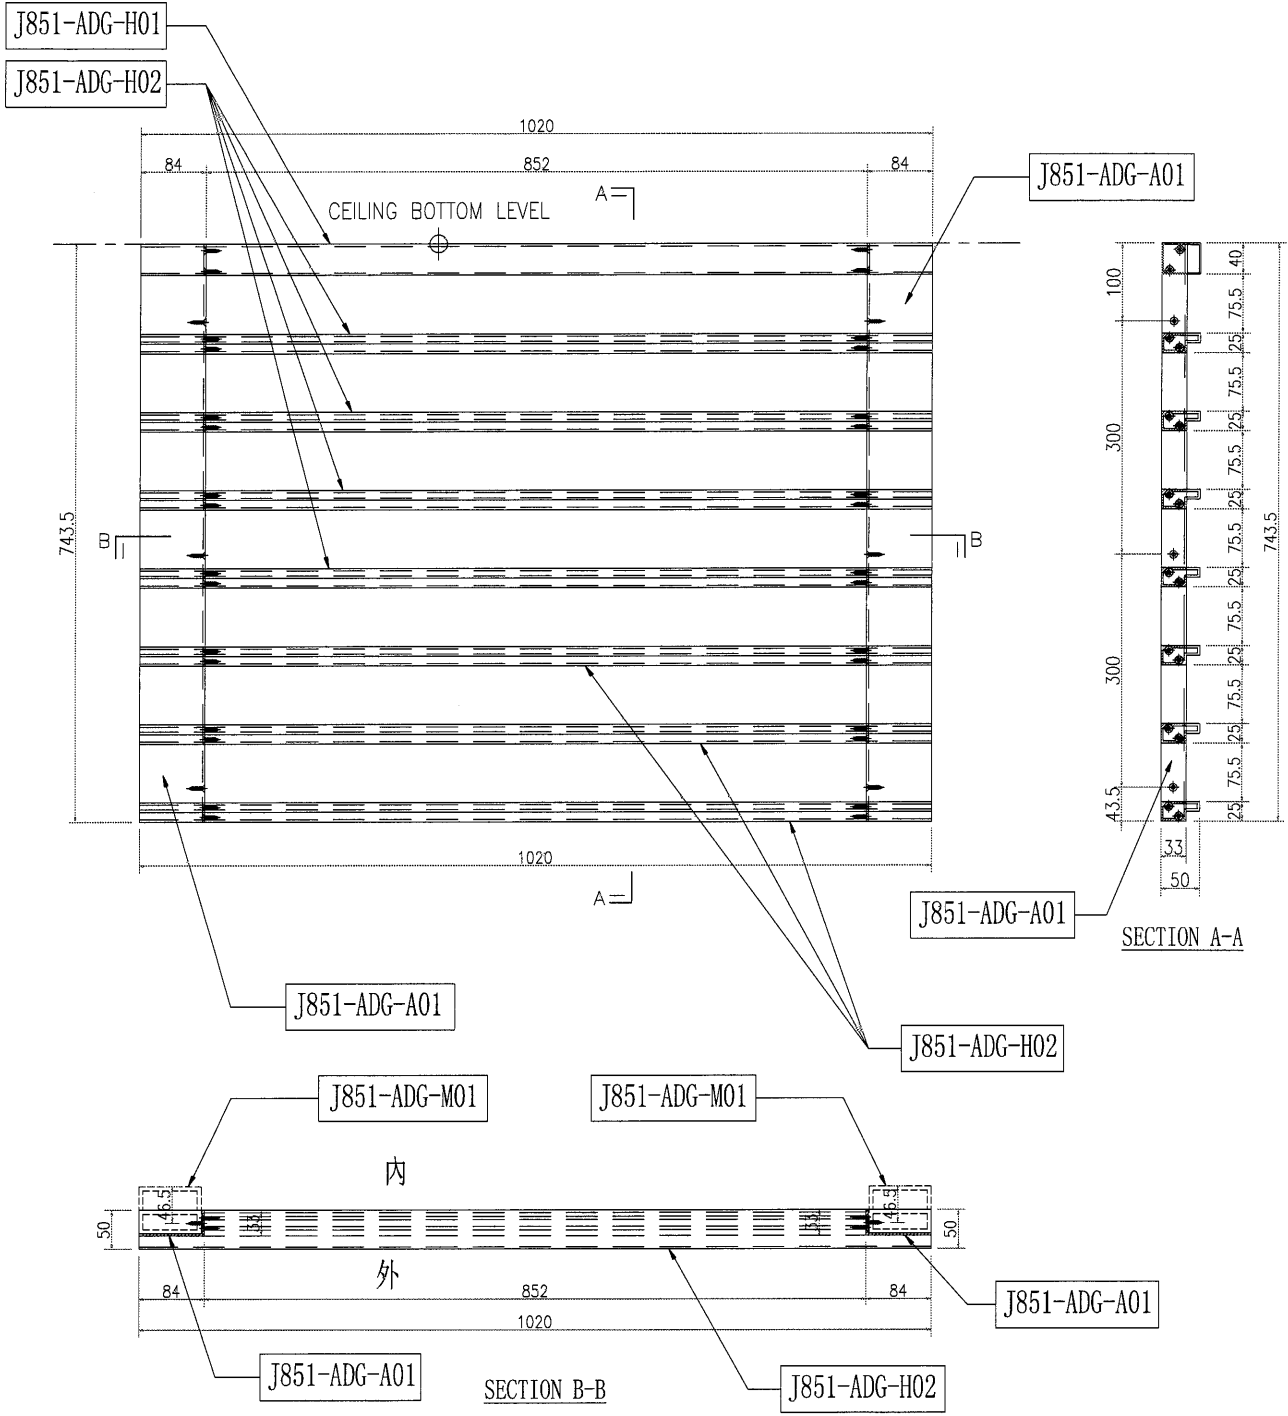 J851-ADG-H01
J851-ADG-H02
1020
84
852
84
J851-ADG-A01
A
CEILING BOTTOM LEVEL
743.5
B
B
100
300
300
43.5
40
75.5
25
75.5
25
75.5
25
75.5
25
75.5
25
75.5
25
75.5
25
743.5
33
50
1020
A
J851-ADG-A01
SECTION A-A
J851-ADG-A01
J851-ADG-H02
J851-ADG-M01
J851-ADG-M01
内
46.5
46.5
50
33
33
50
外
84
852
84
1020
J851-ADG-A01
J851-ADG-A01
SECTION B-B
J851-ADG-H02